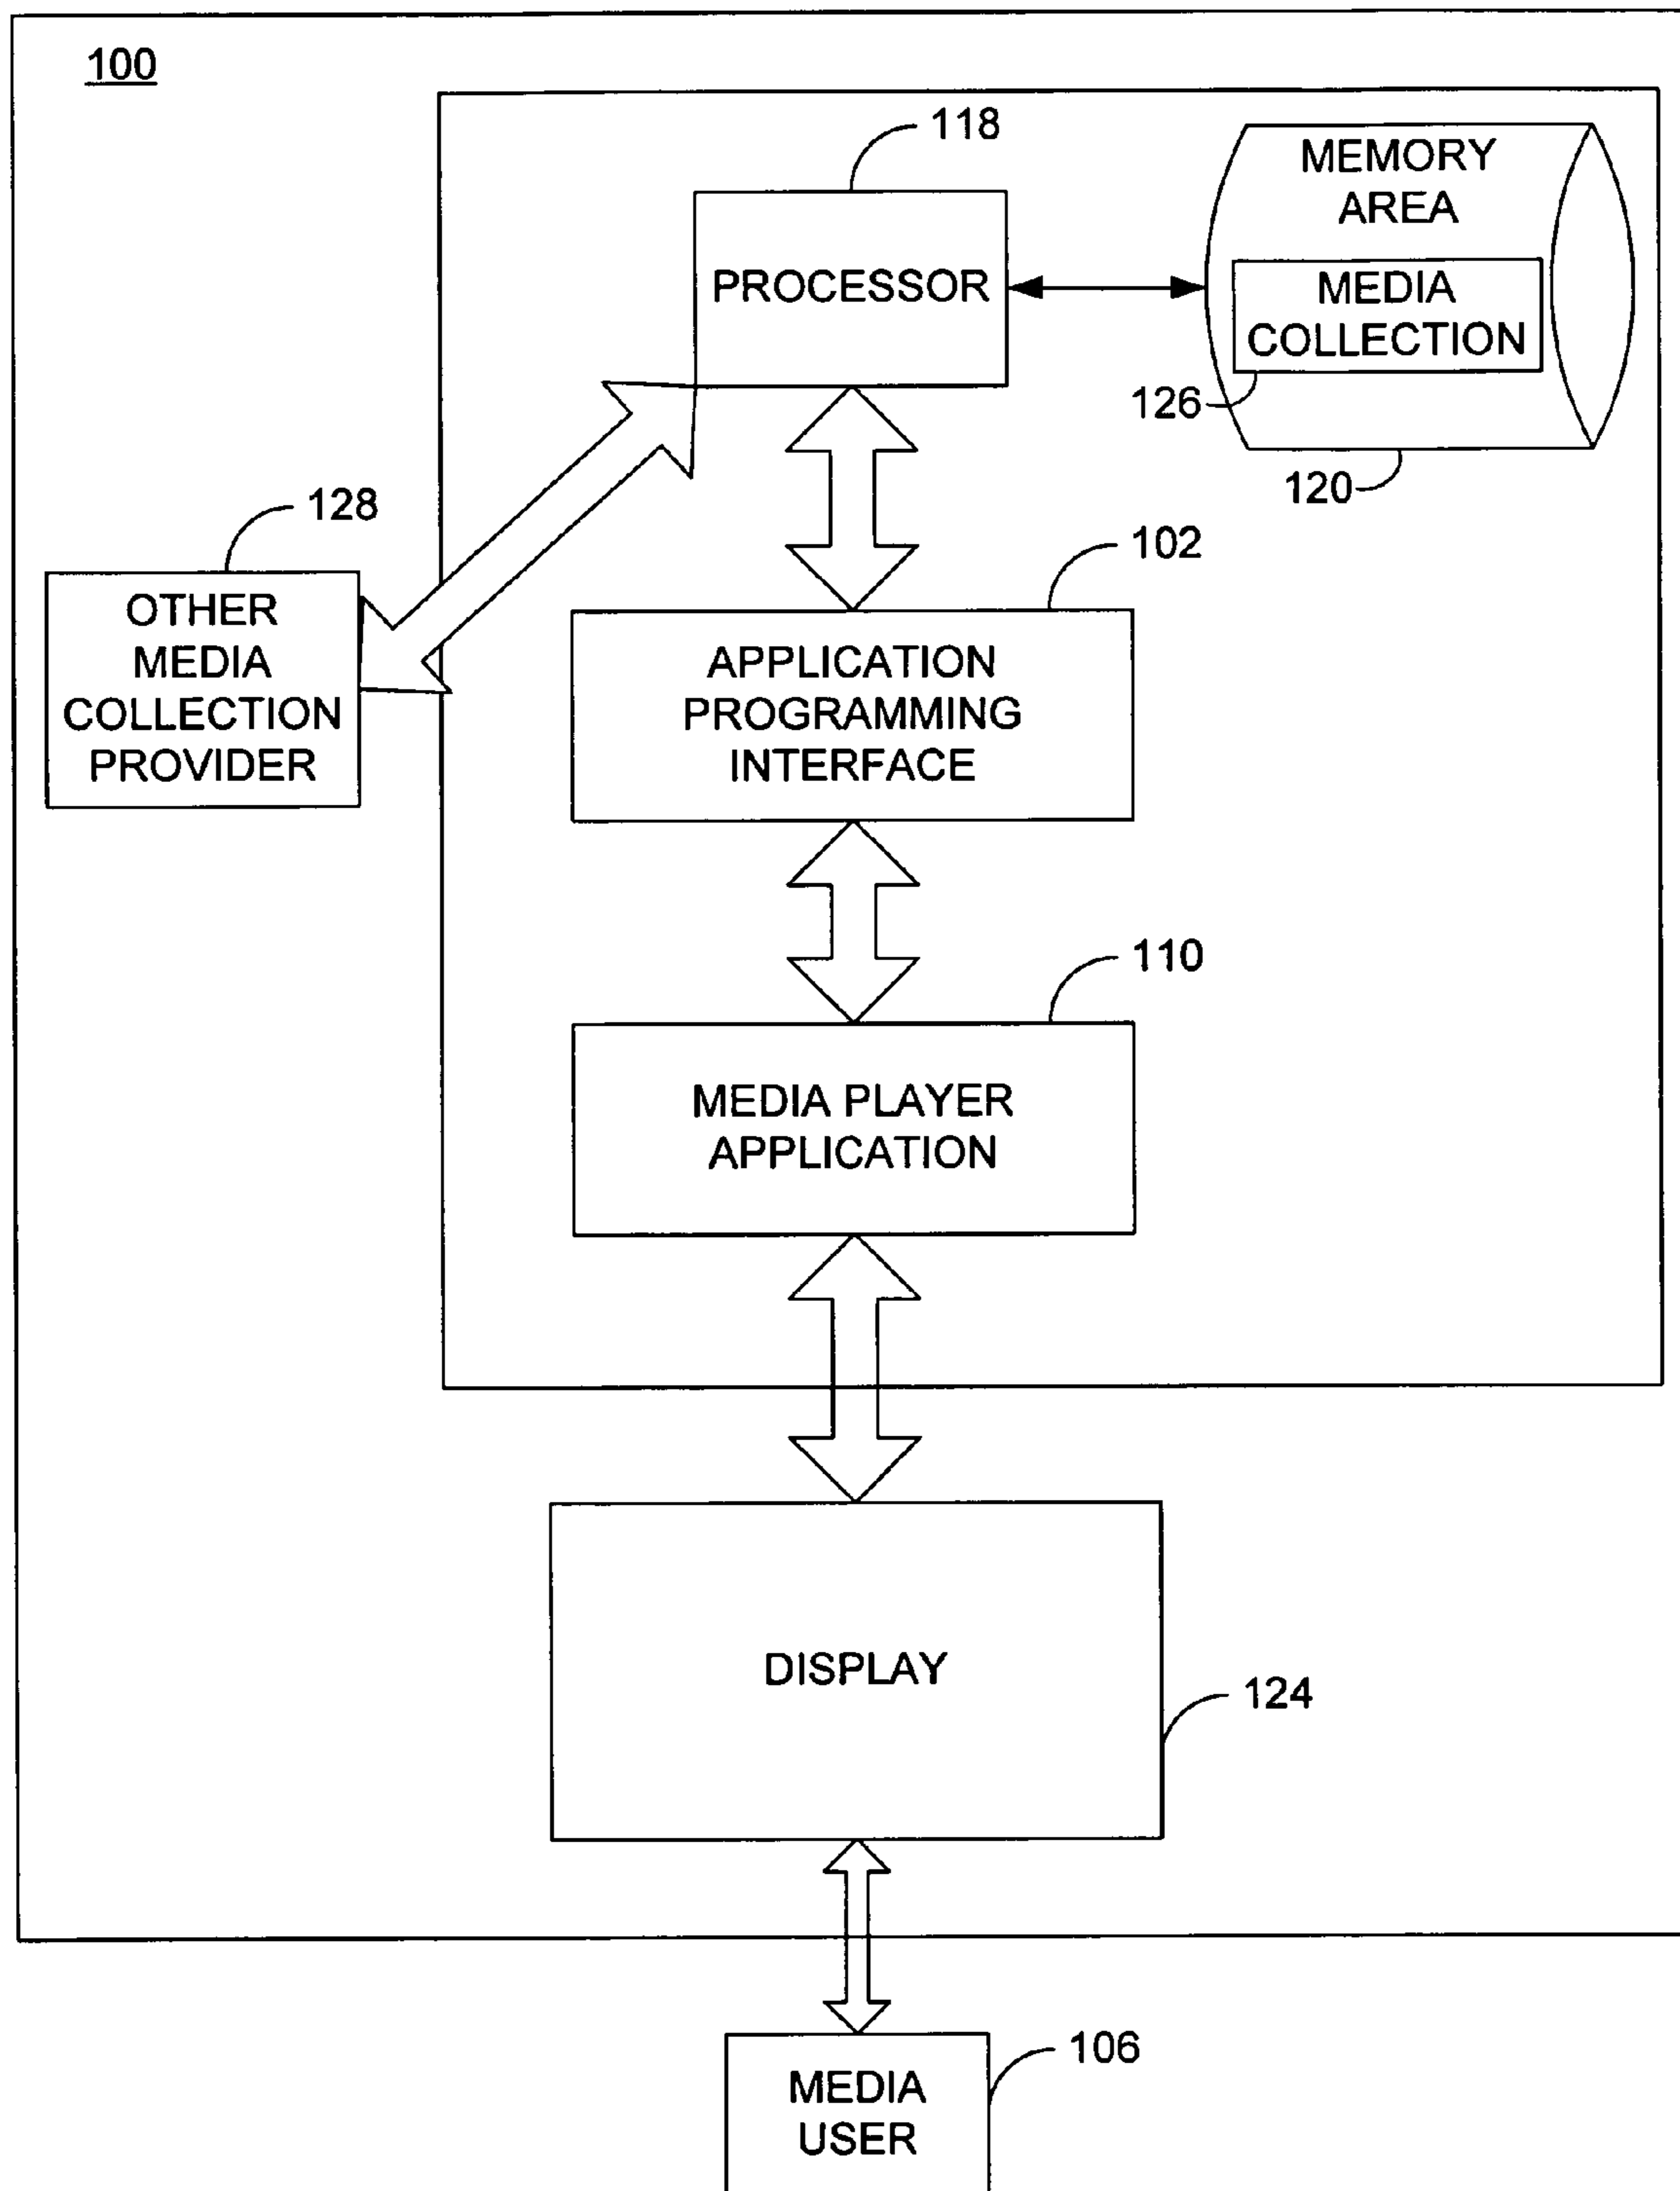 100
118
MEMORY
AREA
PROCESSOR
MEDIA
COLLECTION
126
120
128
102
OTHER
MEDIA
COLLECTION
PROVIDER
APPLICATION
PROGRAMMING
INTERFACE
110
MEDIA PLAYER
APPLICATION
DISPLAY
124
106
MEDIA
USER